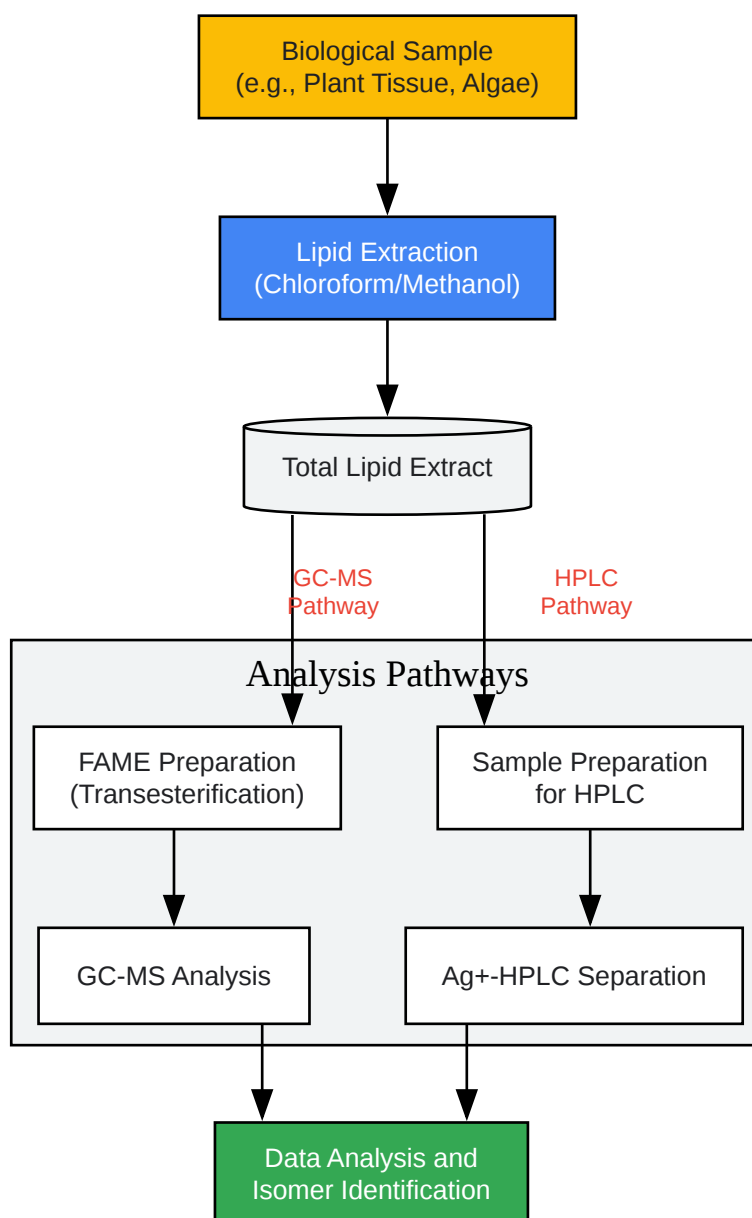 Biological Sample
(e.g., Plant Tissue, Algae)
Lipid Extraction
(Chloroform/Methanol)
Total Lipid Extract
GC-MS
Pathway
HPLC
Pathway
Analysis Pathways
FAME Preparation
(Transesterification)
Sample Preparation
for HPLC
GC-MS Analysis
Ag+-HPLC Separation
Data Analysis and
Isomer Identification